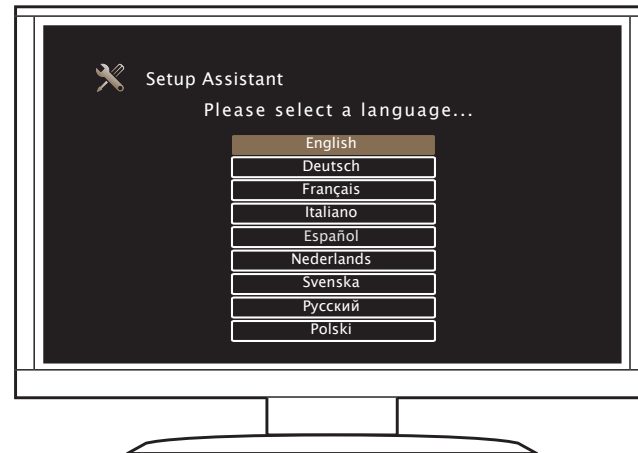 Setup Assistant
Please select a language...
English
Deutsch
Français
Italiano
Español
Nederlands
Svenska
Русский
Polski